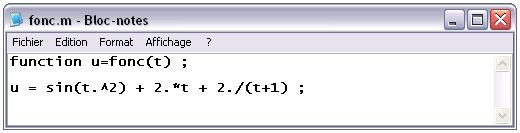 fonc.m - Bloc-notes
Fichier Edition Format Affichage ?
function u=fonc(t) ;
u = sin(t.^2) + 2.*t + 2./(t+1) ;